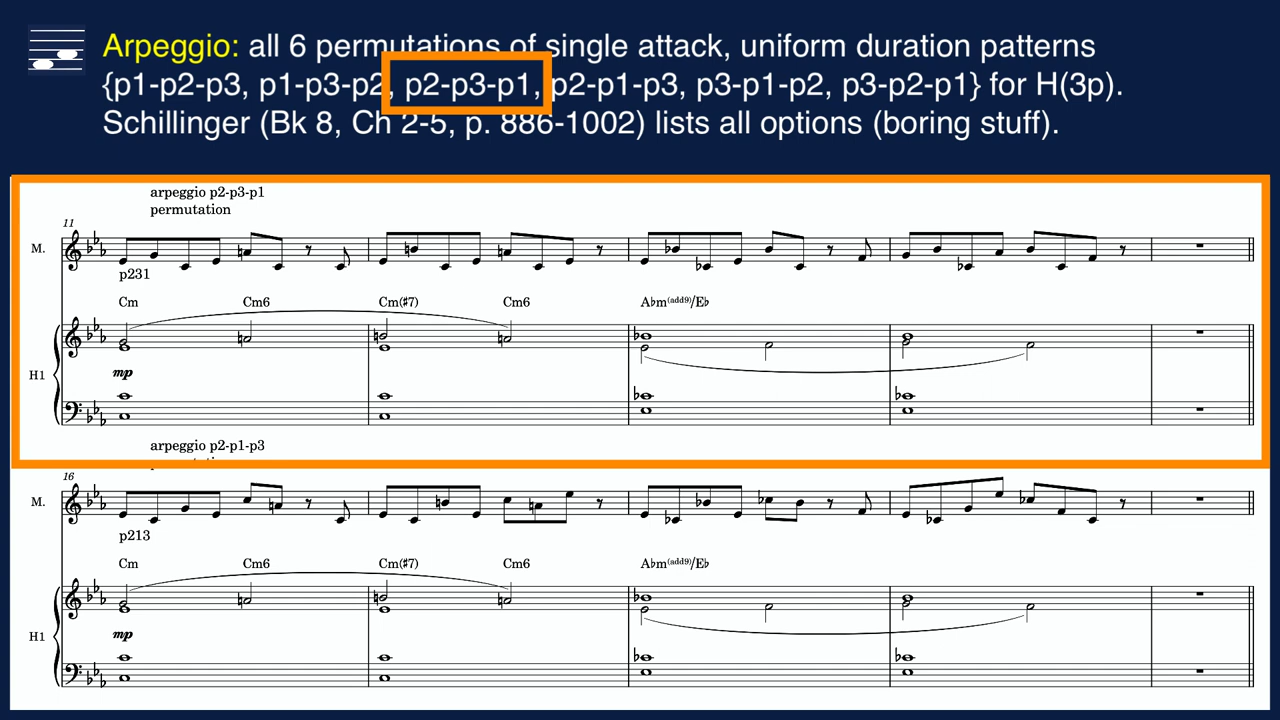 Arpeggio: all 6 permutations of single attack, uniform duration patterns
{p1-p2-p3, p1-p3-p2, p2-p3-p1, p2-p1-p3, p3-p1-p2, p3-p2-p1} for H(3p).
Schillinger (Bk 8, Ch 2-5, p. 886-1002) lists all options (boring stuff).
arpeggio p2-p3-p1
permutation
11
M.
p231
Cm Cm6 Cm(♯7) Cm6 A♭m(add9)/E♭
H1
mp
arpeggio p2-p1-p3
16
M.
p213
Cm Cm6 Cm(♯7) Cm6 A♭m(add9)/E♭
H1
mp